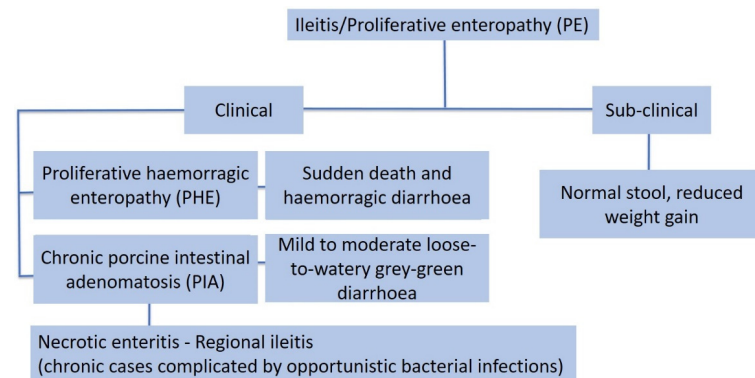 Ileitis/Proliferative enteropathy (PE)
Clinical
Sub-clinical
Proliferative haemorragic
enteropathy (PHE)
Sudden death and
haemorragic diarrhoea
Normal stool, reduced
weight gain
Chronic porcine intestinal
adenomatosis (PIA)
Mild to moderate loose-
to-watery grey-green
diarrhoea
Necrotic enteritis - Regional ileitis
(chronic cases complicated by opportunistic bacterial infections)